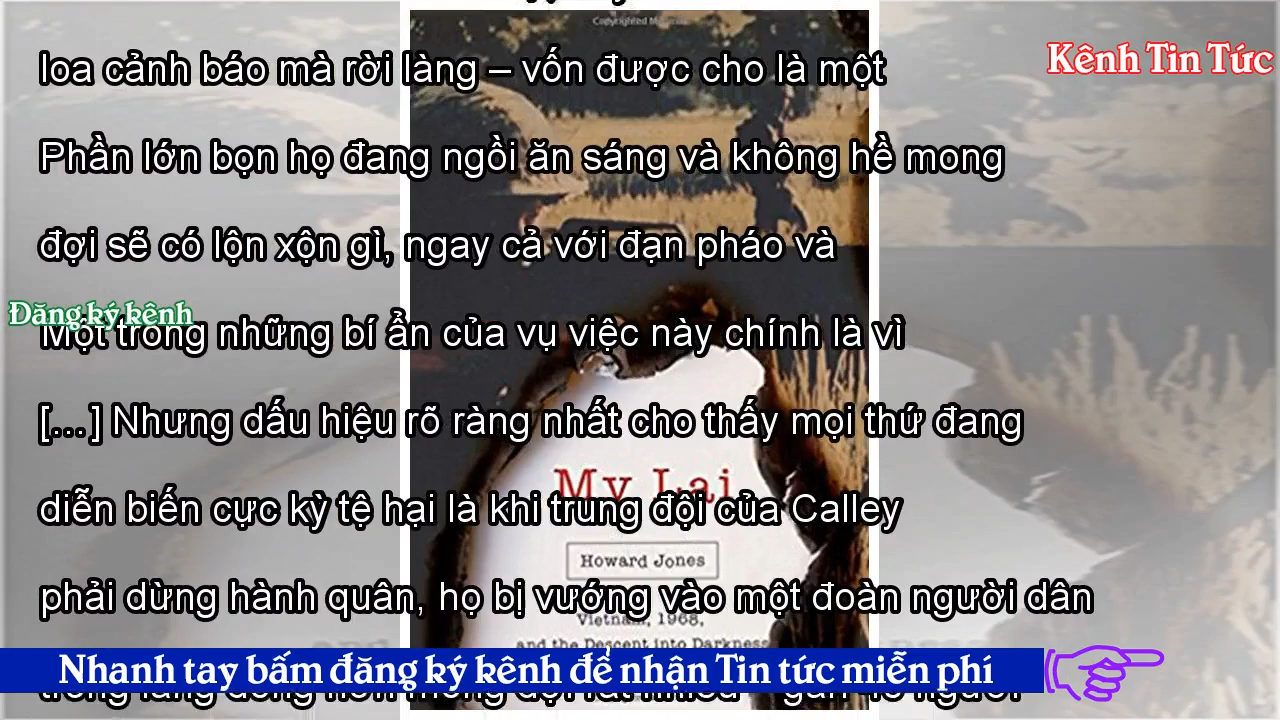 Copyrighted Material
loa cảnh báo mà rời làng – vốn được cho là một
Kênh Tin Tức
Phần lớn bọn họ đang ngồi ăn sáng và không hề mong
đợi sẽ có lộn xộn gì, ngay cả với đạn pháo và
Đăng ký kênh
Một trong những bí ẩn của vụ việc này chính là vì
[...] Nhưng dấu hiệu rõ ràng nhất cho thấy mọi thứ đang
My Lai
diễn biến cực kỳ tệ hại là khi trung đội của Calley
Howard Jones
phải dừng hành quân, họ bị vướng vào một đoàn người dân
Vietnam, 1968,
and the Descent into Darkness
Nhanh tay bấm đăng ký kênh để nhận Tin tức miễn phí